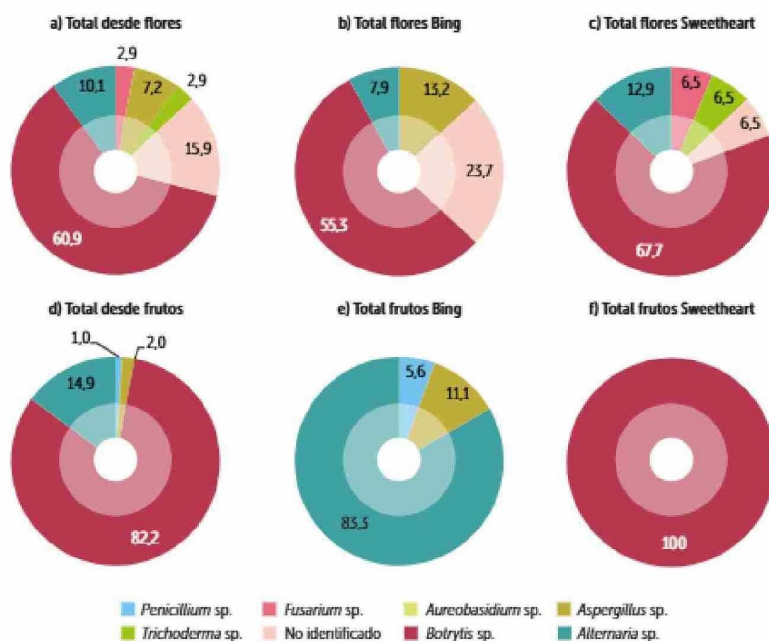 a) Total desde flores
2,9
7,2
2,9
15,9
60,9
10,1
b) Total flores Bing
13,2
23,7
55,3
7,9
c) Total flores Sweetheart
6,5
6,5
6,5
67,7
12,9
d) Total desde frutos
1,0
2,0
82,2
14,9
e) Total frutos Bing
5,6
11,1
83,3
f) Total frutos Sweetheart
100
Penicillium sp. Fusarium sp. Aureobasidium sp. Aspergillus sp.
Trichoderma sp. No identificado Botrytis sp. Alternaria sp.